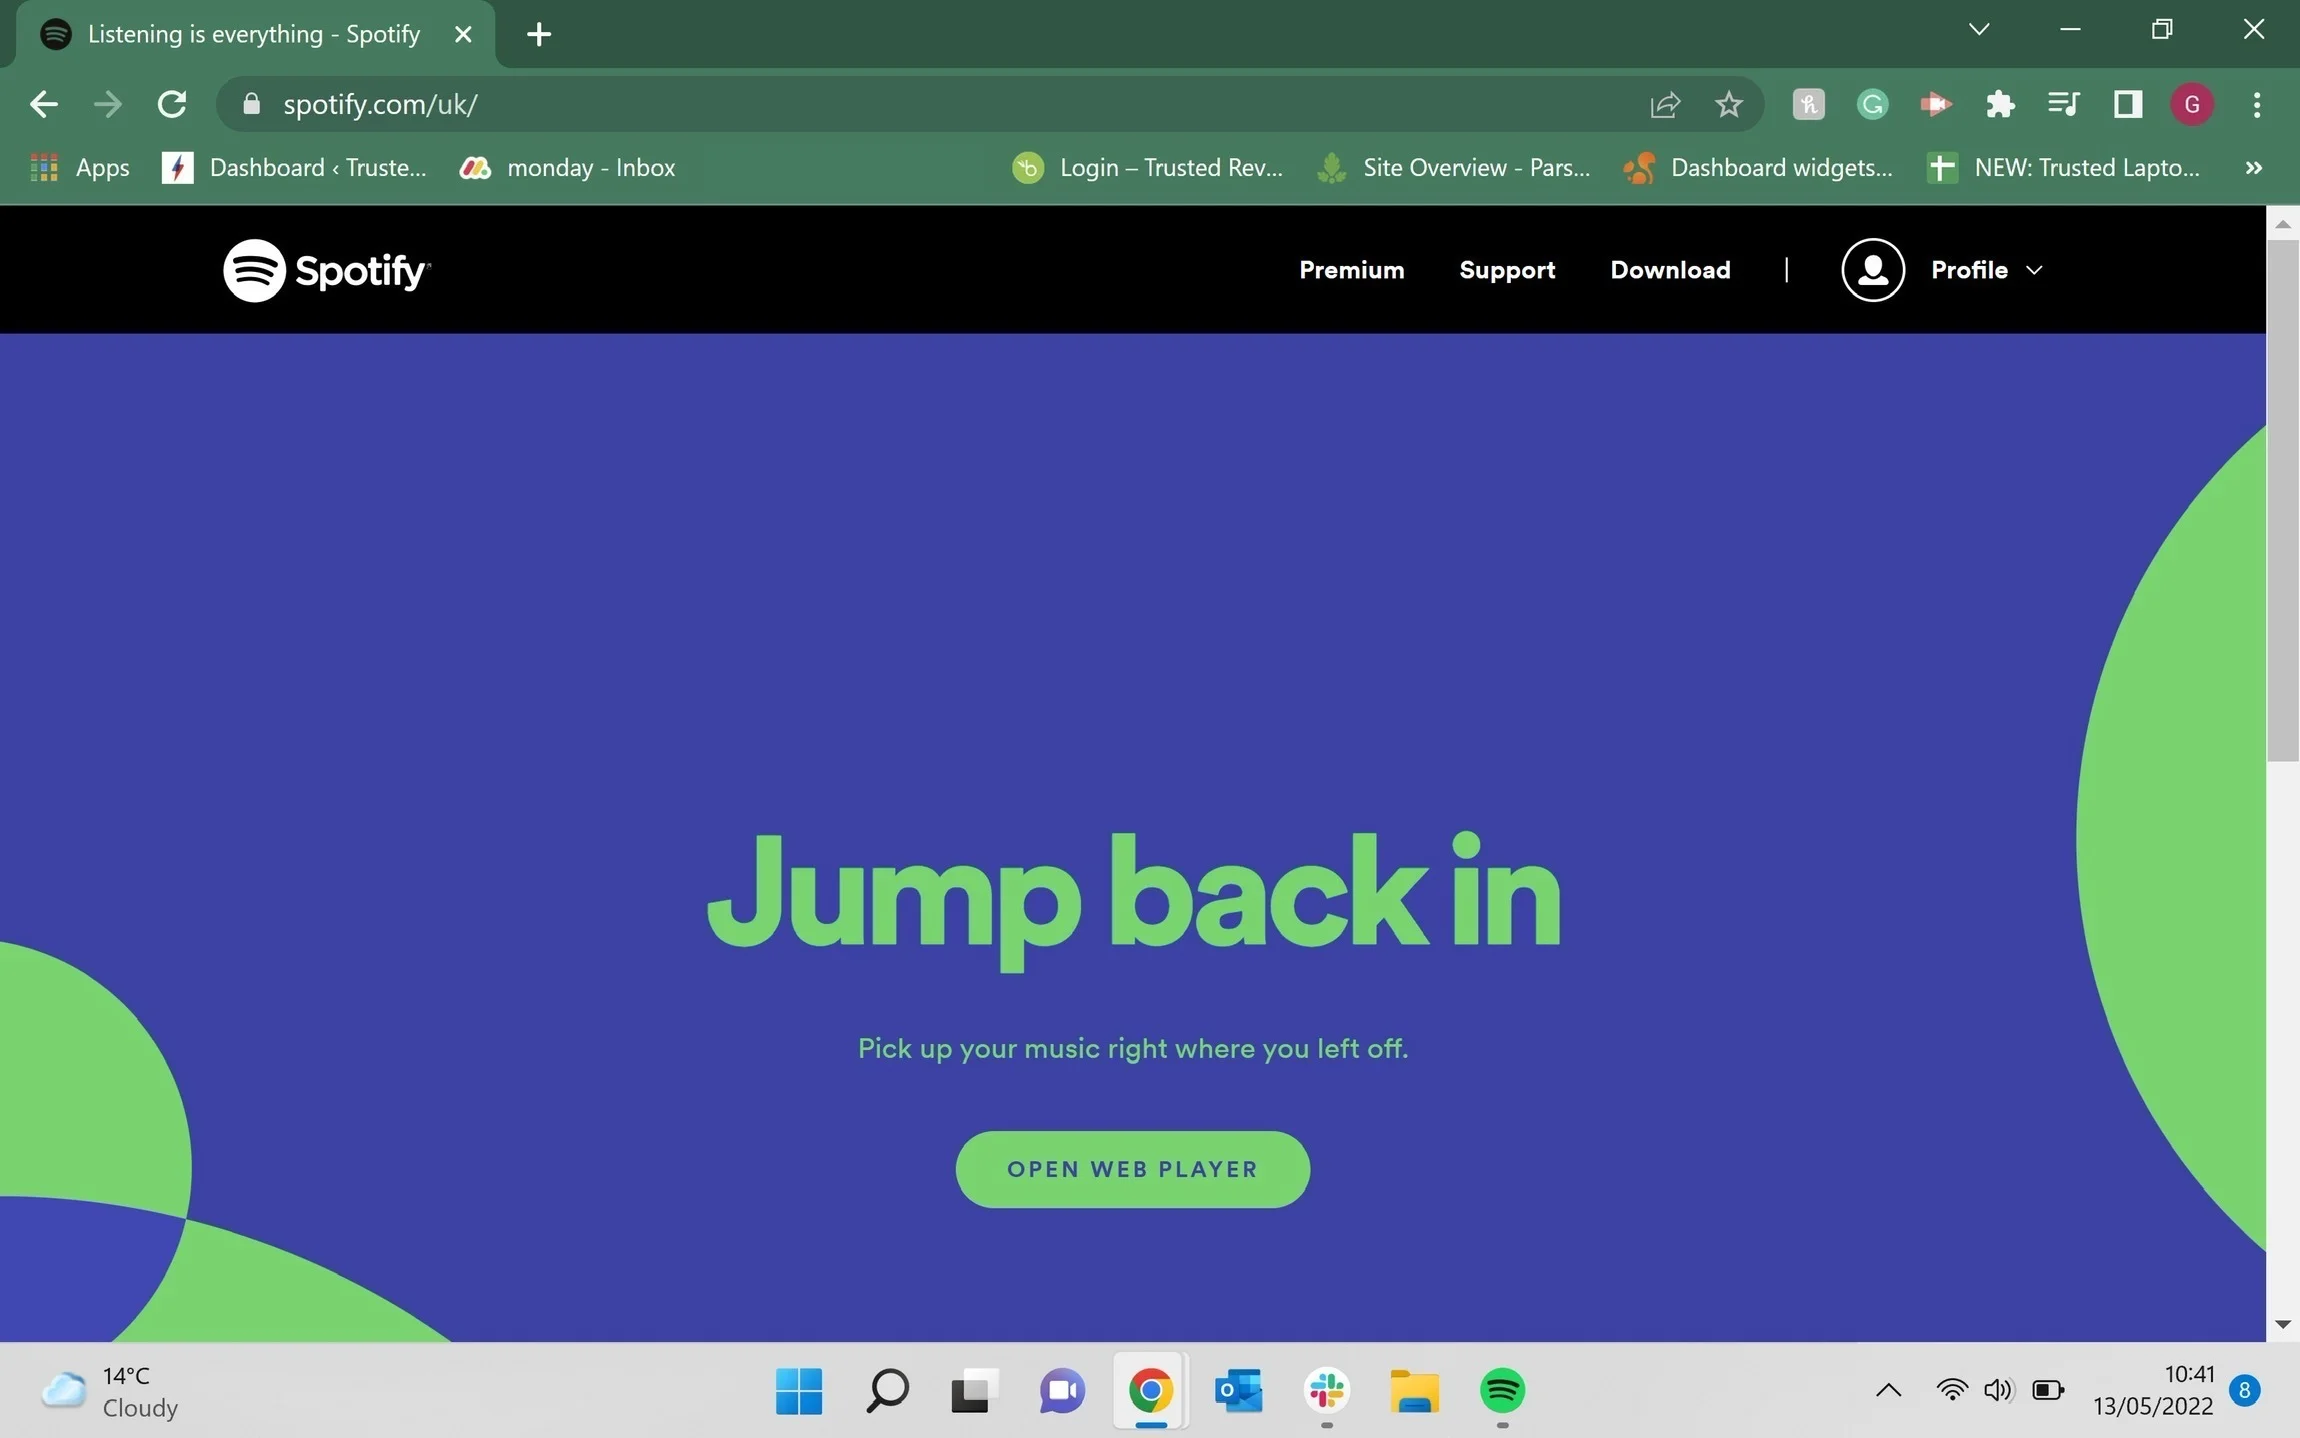 Listening is everything - Spotify
spotify.com/uk/
G
Apps
Dashboard ‹ Truste...
monday - Inbox
Login – Trusted Rev...
Site Overview - Pars...
Dashboard widgets...
NEW: Trusted Lapto...
Spotify
Premium
Support
Download
Profile
Jump back in
Pick up your music right where you left off.
OPEN WEB PLAYER
14°C
Cloudy
10:41
13/05/2022
8